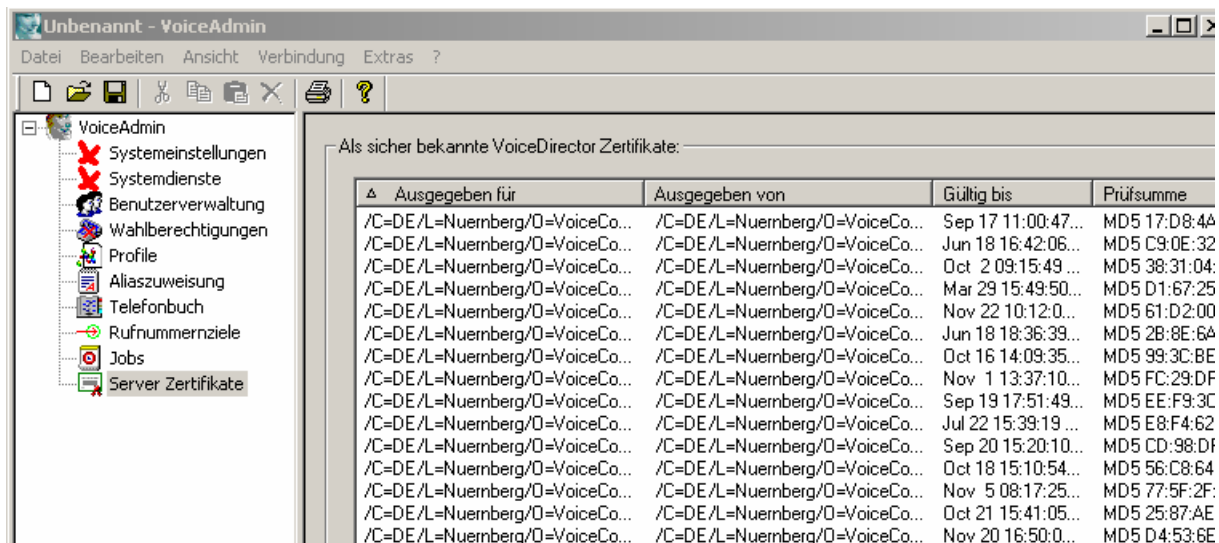 Unbenannt - VoiceAdmin
Datei Bearbeiten Ansicht Verbindung Extras ?
VoiceAdmin
Systemeinstellungen
Systemdienste
Benutzerverwaltung
Wahlberechtigungen
Profile
Aliaszuweisung
Telefonbuch
Rufnummernziele
Jobs
Server Zertifikate
Als sicher bekannte VoiceDirector Zertifikate:
Ausgegeben für Ausgegeben von Gültig bis Prüfsumme
/C=DE/L=Nuernberg/O=VoiceCo... /C=DE/L=Nuernberg/O=VoiceCo... Sep 17 11:00:47... MD5 17:D8:4A
/C=DE/L=Nuernberg/O=VoiceCo... /C=DE/L=Nuernberg/O=VoiceCo... Jun 18 16:42:06... MD5 C9:0E:32
/C=DE/L=Nuernberg/O=VoiceCo... /C=DE/L=Nuernberg/O=VoiceCo... Oct 2 09:15:49 ... MD5 38:31:04:
/C=DE/L=Nuernberg/O=VoiceCo... /C=DE/L=Nuernberg/O=VoiceCo... Mar 29 15:49:50... MD5 D1:67:25
/C=DE/L=Nuernberg/O=VoiceCo... /C=DE/L=Nuernberg/O=VoiceCo... Nov 22 10:12:0... MD5 61:D2:00
/C=DE/L=Nuernberg/O=VoiceCo... /C=DE/L=Nuernberg/O=VoiceCo... Jun 18 18:36:39... MD5 2B:8E:6A
/C=DE/L=Nuernberg/O=VoiceCo... /C=DE/L=Nuernberg/O=VoiceCo... Oct 16 14:09:35... MD5 99:3C:BE
/C=DE/L=Nuernberg/O=VoiceCo... /C=DE/L=Nuernberg/O=VoiceCo... Nov 1 13:37:10... MD5 FC:29:DF
/C=DE/L=Nuernberg/O=VoiceCo... /C=DE/L=Nuernberg/O=VoiceCo... Sep 19 17:51:49... MD5 EE:F9:3C
/C=DE/L=Nuernberg/O=VoiceCo... /C=DE/L=Nuernberg/O=VoiceCo... Jul 22 15:39:19 ... MD5 E8:F4:62
/C=DE/L=Nuernberg/O=VoiceCo... /C=DE/L=Nuernberg/O=VoiceCo... Sep 20 15:20:10... MD5 CD:98:DF
/C=DE/L=Nuernberg/O=VoiceCo... /C=DE/L=Nuernberg/O=VoiceCo... Oct 18 15:10:54... MD5 56:C8:64
/C=DE/L=Nuernberg/O=VoiceCo... /C=DE/L=Nuernberg/O=VoiceCo... Nov 5 08:17:25... MD5 77:5F:2F:
/C=DE/L=Nuernberg/O=VoiceCo... /C=DE/L=Nuernberg/O=VoiceCo... Oct 21 15:41:05... MD5 25:87:AE
/C=DE/L=Nuernberg/O=VoiceCo... /C=DE/L=Nuernberg/O=VoiceCo... Nov 20 16:50:0... MD5 D4:53:6E